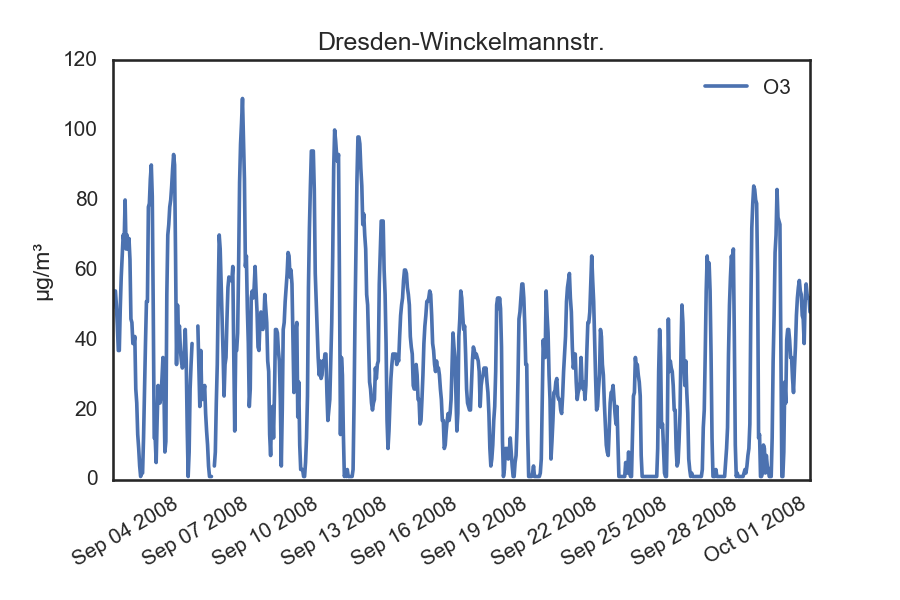 Dresden-Winckelmannstr.
120
100
80
60
40
20
0
µg/m³
O3
Sep 04 2008
Sep 07 2008
Sep 10 2008
Sep 13 2008
Sep 16 2008
Sep 19 2008
Sep 22 2008
Sep 25 2008
Sep 28 2008
Oct 01 2008